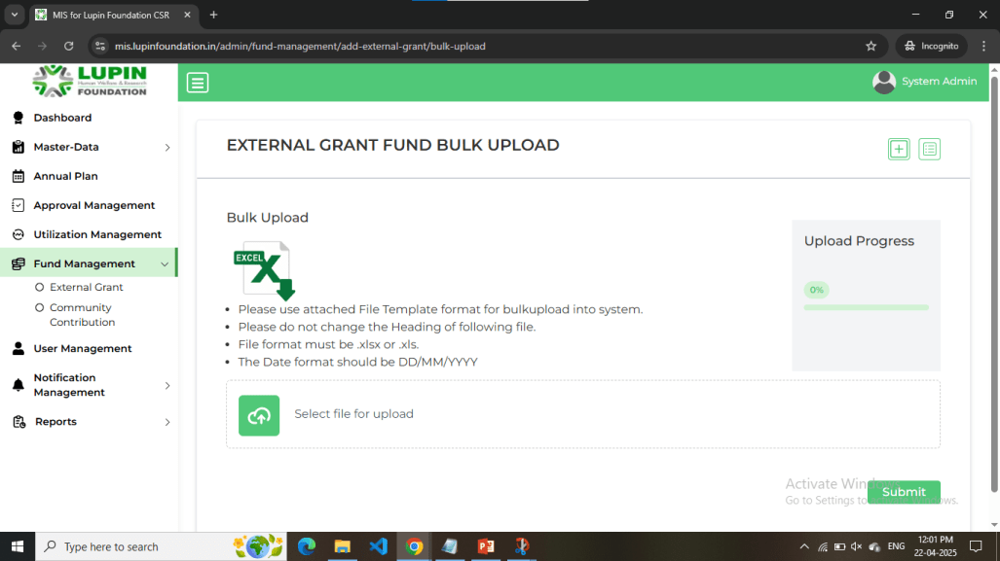 MIS for Lupin Foundation CSR
mis.lupinfoundation.in/admin/fund-management/add-external-grant/bulk-upload
Incognito
LUPIN
Human Welfare & Research
FOUNDATION
System Admin
Dashboard
Master-Data
Annual Plan
Approval Management
Utilization Management
Fund Management
External Grant
Community
Contribution
User Management
Notification
Management
Reports
EXTERNAL GRANT FUND BULK UPLOAD
Bulk Upload
EXCEL
X
Please use attached File Template format for bulkupload into system.
Please do not change the Heading of following file.
File format must be .xlsx or .xls.
The Date format should be DD/MM/YYYY
Upload Progress
0%
Select file for upload
Submit
Activate Windows
Go to Settings to activate Windows.
Type here to search
ENG
12:01 PM
22-04-2025